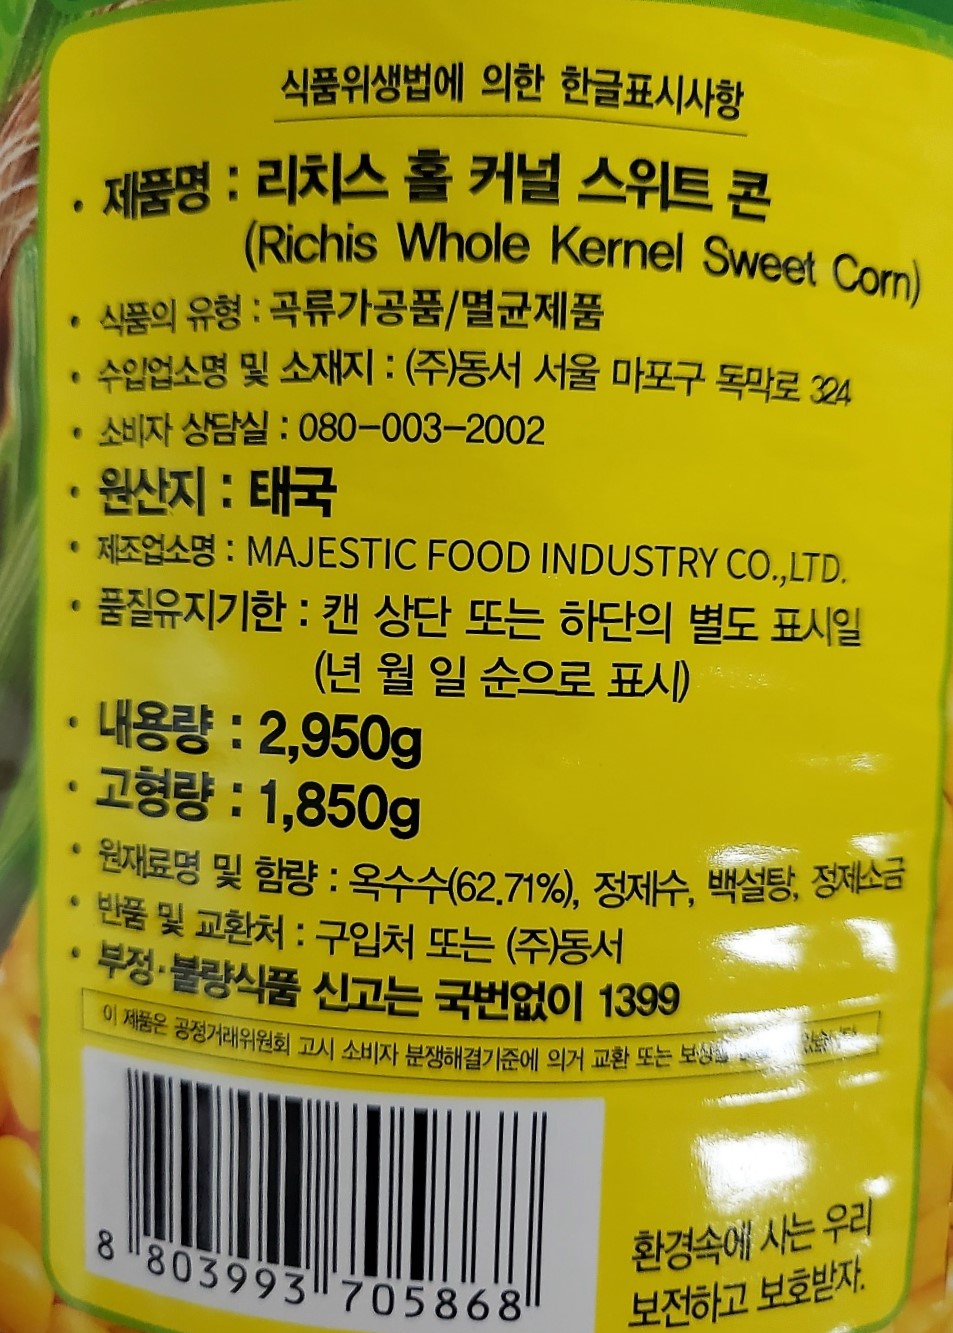 식품위생법에 의한 한글표시사항
• 제품명 : 리치스 홀 커널 스위트 콘
(Richis Whole Kernel Sweet Corn)
• 식품의 유형 : 곡류가공품/멸균제품
• 수입업소명 및 소재지 : (주)동서 서울 마포구 독막로 324
• 소비자 상담실 : 080-003-2002
• 원산지 : 태국
• 제조업소명 : MAJESTIC FOOD INDUSTRY CO.,LTD.
• 품질유지기한 : 캔 상단 또는 하단의 별도 표시일
(년 월 일 순으로 표시)
• 내용량 : 2,950g
• 고형량 : 1,850g
• 원재료명 및 함량 : 옥수수(62.71%), 정제수, 백설탕, 정제소금
• 반품 및 교환처 : 구입처 또는 (주)동서
• 부정·불량식품 신고는 국번없이 1399
이 제품은 공정거래위원회 고시 소비자 분쟁해결기준에 의거 교환 또는
8 803993 705868
환경속에 사는 우리
보전하고 보호받자.